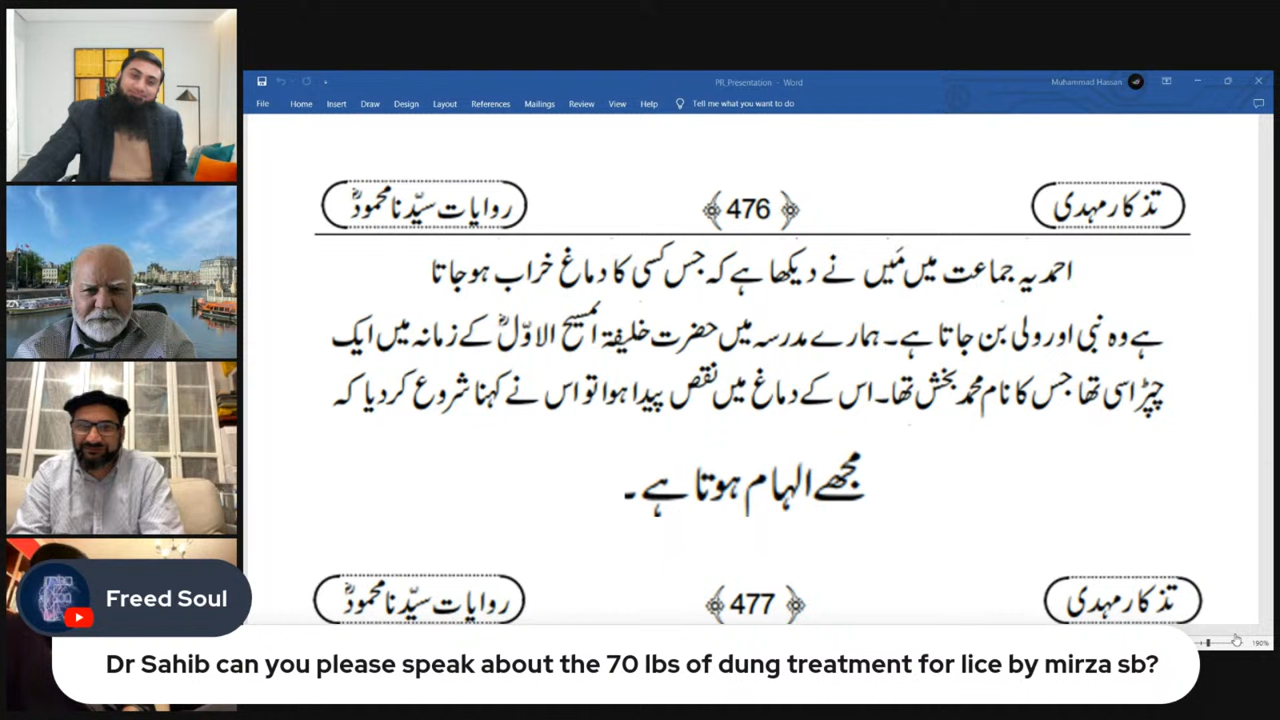 PR_Presentation - Word
Muhammad Hassan
File Home Insert Draw Design Layout References Mailings Review View Help Tell me what you want to do
تذکار مہدی 476 روایات سیّدنا محمودؓ
احمدیہ جماعت میں مَیں نے دیکھا ہے کہ جس کسی کا دماغ خراب ہو جاتا
ہے وہ نبی اور ولی بن جاتا ہے۔ ہمارے مدرسہ میں حضرت خلیفۃ المسیح الاوّلؓ کے زمانہ میں ایک
چپڑاسی تھا جس کا نام محمد بخش تھا۔ اس کے دماغ میں نقص پیدا ہوا تو اس نے کہنا شروع کر دیا کہ
مجھے الہام ہوتا ہے۔
تذکار مہدی 477 روایات سیّدنا محمودؓ
190%
Freed Soul
Dr Sahib can you please speak about the 70 lbs of dung treatment for lice by mirza sb?